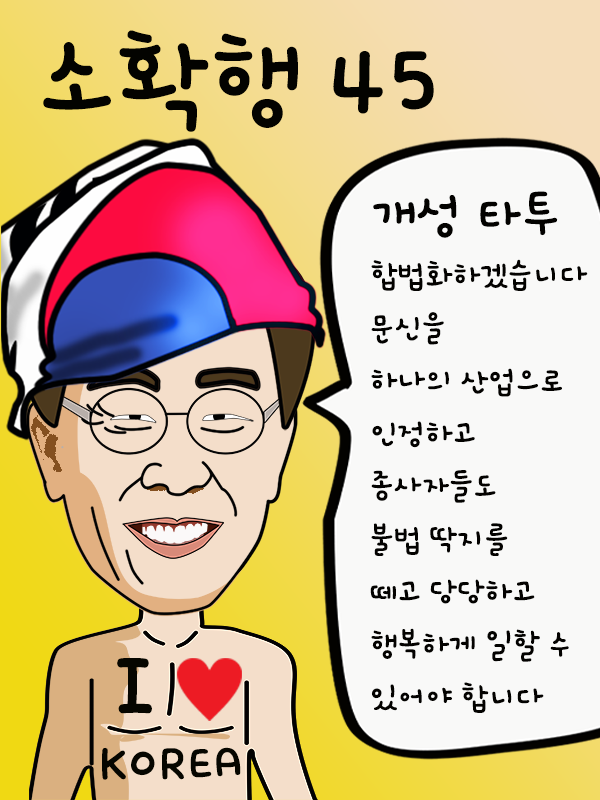 소확행 45
개성 타투
합법화하겠습니다
문신을
하나의 산업으로
인정하고
종사자들도
불법 딱지를
떼고 당당하고
행복하게 일할 수
있어야 합니다
I ♥
KOREA